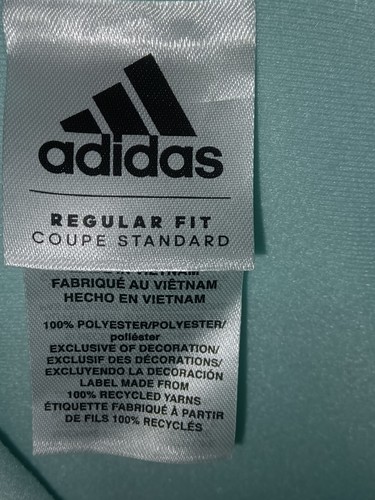 adidas
REGULAR FIT
COUPE STANDARD
VIETNAM
FABRIQUÉ AU VIÊTNAM
HECHO EN VIETNAM
100% POLYESTER/POLYESTER/
poliéster
EXCLUSIVE OF DECORATION/
EXCLUSIF DES DÉCORATIONS/
EXCLUYENDO LA DECORACIÓN
LABEL MADE FROM
100% RECYCLED YARNS
ÉTIQUETTE FABRIQUÉ À PARTIR
DE FILS 100% RECYCLÉS